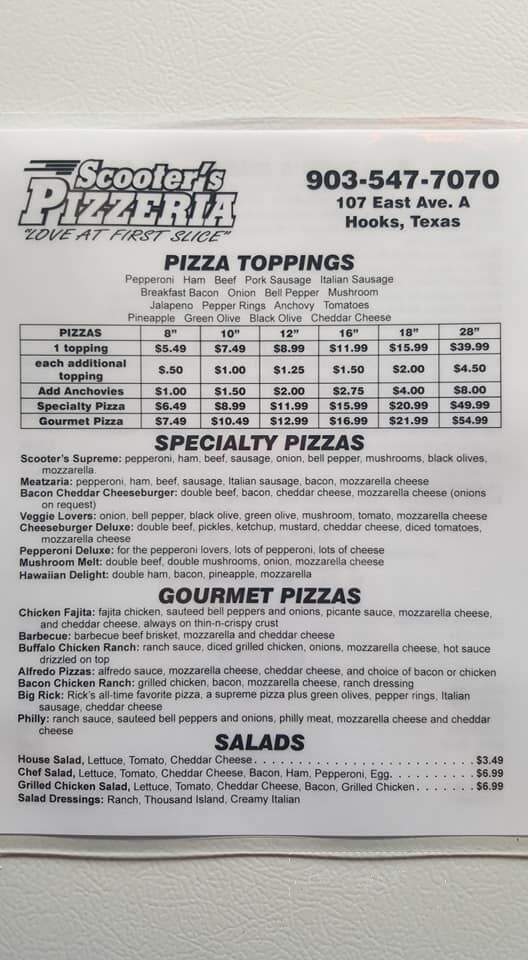 Scooter's
PIZZERIA
"LOVE AT FIRST SLICE"
903-547-7070
107 East Ave. A
Hooks, Texas
PIZZA TOPPINGS
Pepperoni Ham Beef Pork Sausage Italian Sausage
Breakfast Bacon Onion Bell Pepper Mushroom
Jalapeno Pepper Rings Anchovy Tomatoes
Pineapple Green Olive Black Olive Cheddar Cheese
PIZZAS 8" 10" 12" 16" 18" 28"
1 topping $5.49 $7.49 $8.99 $11.99 $15.99 $39.99
each additional topping $.50 $1.00 $1.25 $1.50 $2.00 $4.50
Add Anchovies $1.00 $1.50 $2.00 $2.75 $4.00 $8.00
Specialty Pizza $6.49 $8.99 $11.99 $15.99 $20.99 $49.99
Gourmet Pizza $7.49 $10.49 $12.99 $16.99 $21.99 $54.99
SPECIALTY PIZZAS
Scooter's Supreme: pepperoni, ham, beef, sausage, onion, bell pepper, mushrooms, black olives,
mozzarella.
Meatzaria: pepperoni, ham, beef, sausage, Italian sausage, bacon, mozzarella cheese
Bacon Cheddar Cheeseburger: double beef, bacon, cheddar cheese, mozzarella cheese (onions
on request)
Veggie Lovers: onion, bell pepper, black olive, green olive, mushroom, tomato, mozzarella cheese
Cheeseburger Deluxe: double beef, pickles, ketchup, mustard, cheddar cheese, diced tomatoes,
mozzarella cheese
Pepperoni Deluxe: for the pepperoni lovers, lots of pepperoni, lots of cheese
Mushroom Melt: double beef, double mushrooms, onion, mozzarella cheese
Hawaiian Delight: double ham, bacon, pineapple, mozzarella
GOURMET PIZZAS
Chicken Fajita: fajita chicken, sauteed bell peppers and onions, picante sauce, mozzarella cheese,
and cheddar cheese, always on thin-n-crispy crust
Barbecue: barbecue beef brisket, mozzarella and cheddar cheese
Buffalo Chicken Ranch: ranch sauce, diced grilled chicken, onions, mozzarella cheese, hot sauce
drizzled on top
Alfredo Pizzas: alfredo sauce, mozzarella cheese, cheddar cheese, and choice of bacon or chicken
Bacon Chicken Ranch: grilled chicken, bacon, mozzarella cheese, ranch dressing
Big Rick: Rick's all-time favorite pizza, a supreme pizza plus green olives, pepper rings, Italian
sausage, cheddar cheese
Philly: ranch sauce, sauteed bell peppers and onions, philly meat, mozzarella cheese and cheddar
cheese
SALADS
House Salad, Lettuce, Tomato, Cheddar Cheese. . . . . . . . . . . . . . . . . . . . . . . . . . $3.49
Chef Salad, Lettuce, Tomato, Cheddar Cheese, Bacon, Ham, Pepperoni, Egg. . . . . . . . . . $6.99
Grilled Chicken Salad, Lettuce, Tomato, Cheddar Cheese, Bacon, Grilled Chicken . . . . . . . $6.99
Salad Dressings: Ranch, Thousand Island, Creamy Italian